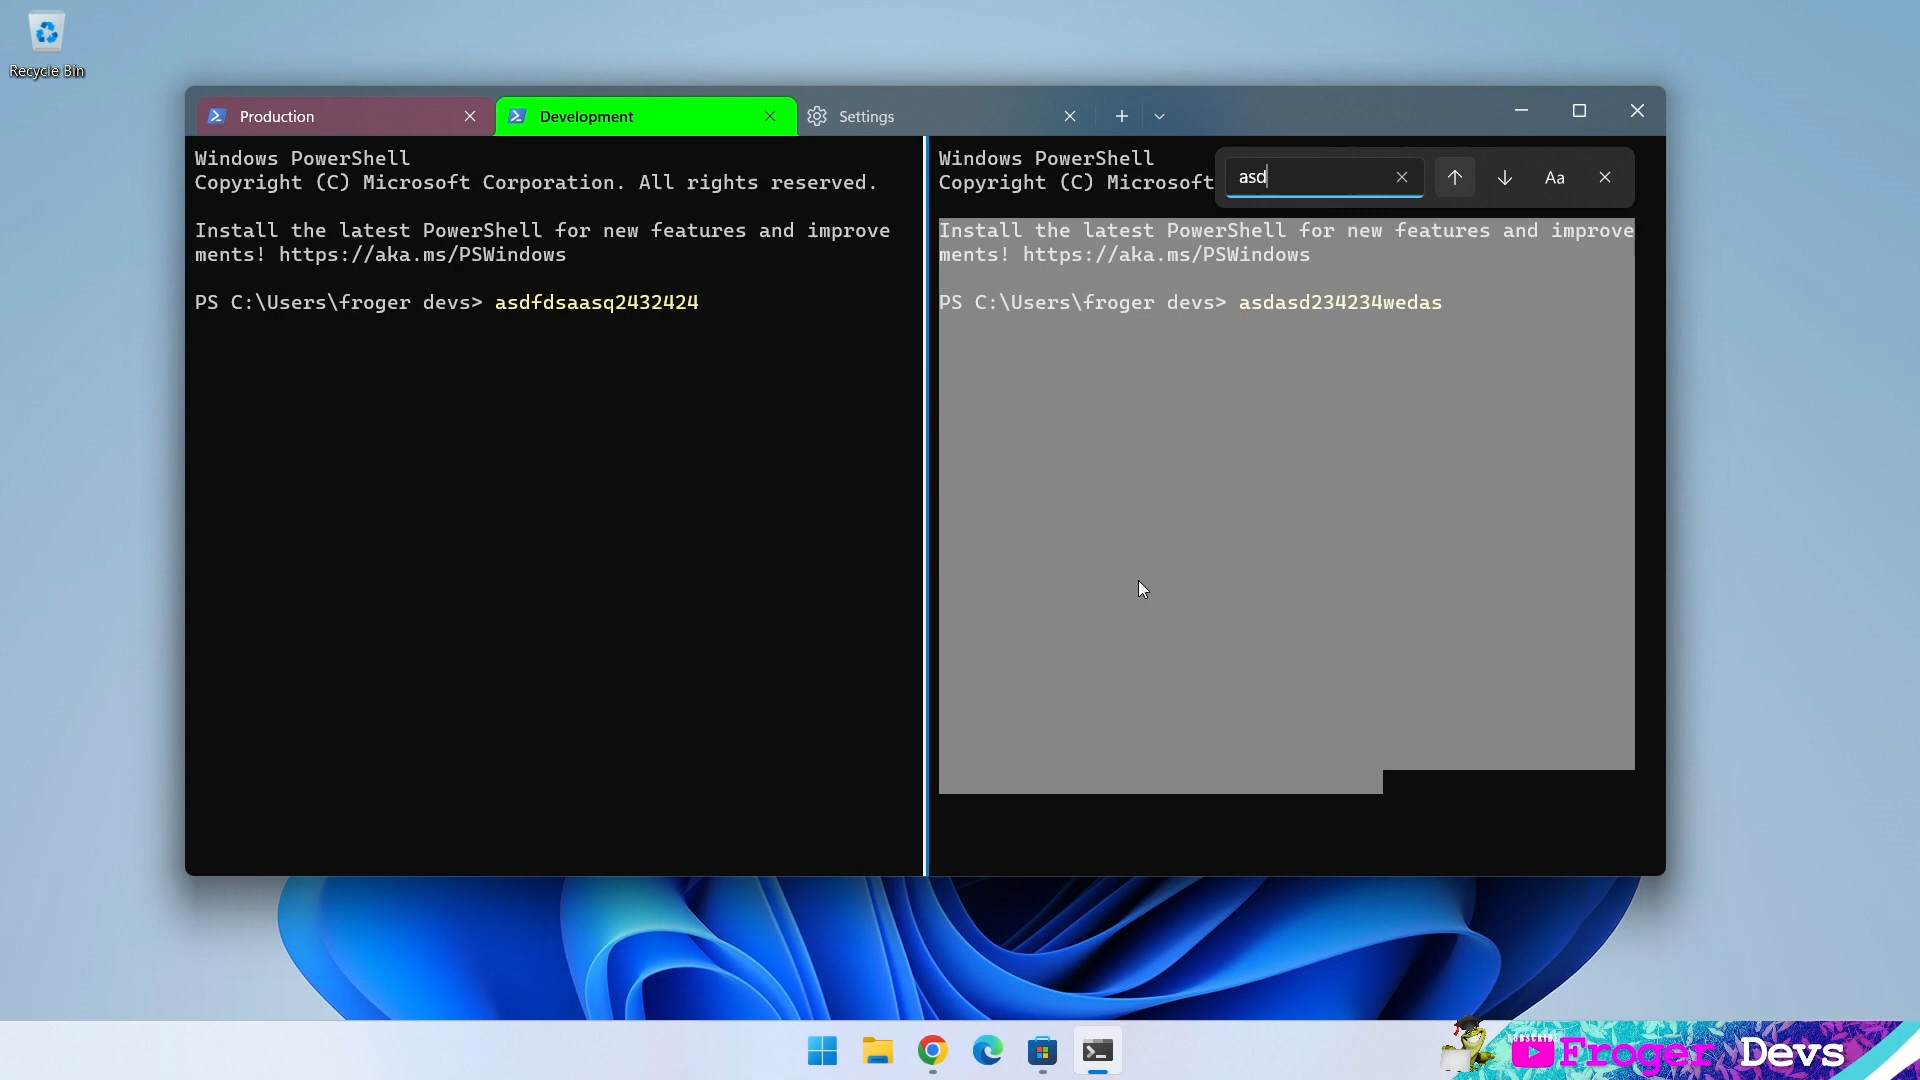 Recycle Bin
Production
Development
Settings
Windows PowerShell
Copyright (C) Microsoft Corporation. All rights reserved.
Install the latest PowerShell for new features and improve
ments! https://aka.ms/PSWindows
PS C:\Users\froger devs> asdfdsaasq2432424
Windows PowerShell
Copyright (C) Microsoft
asd
Aa
Install the latest PowerShell for new features and improve
ments! https://aka.ms/PSWindows
PS C:\Users\froger devs> asdasd234234wedas
SUBSCRIBE
Froger Devs